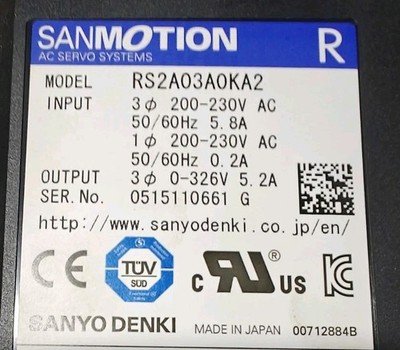 SANMOTION R
AC SERVO SYSTEMS
MODEL RS2A03A0KA2
INPUT 3ϕ 200-230V AC
50/60Hz 5.8A
1ϕ 200-230V AC
50/60Hz 0.2A
OUTPUT 3ϕ 0-326V 5.2A
SER.No. 0515110661 G
http://www.sanyodenki.co.jp/en/
CE TÜV SÜD c RU US KC
SANYO DENKI MADE IN JAPAN 00712884B